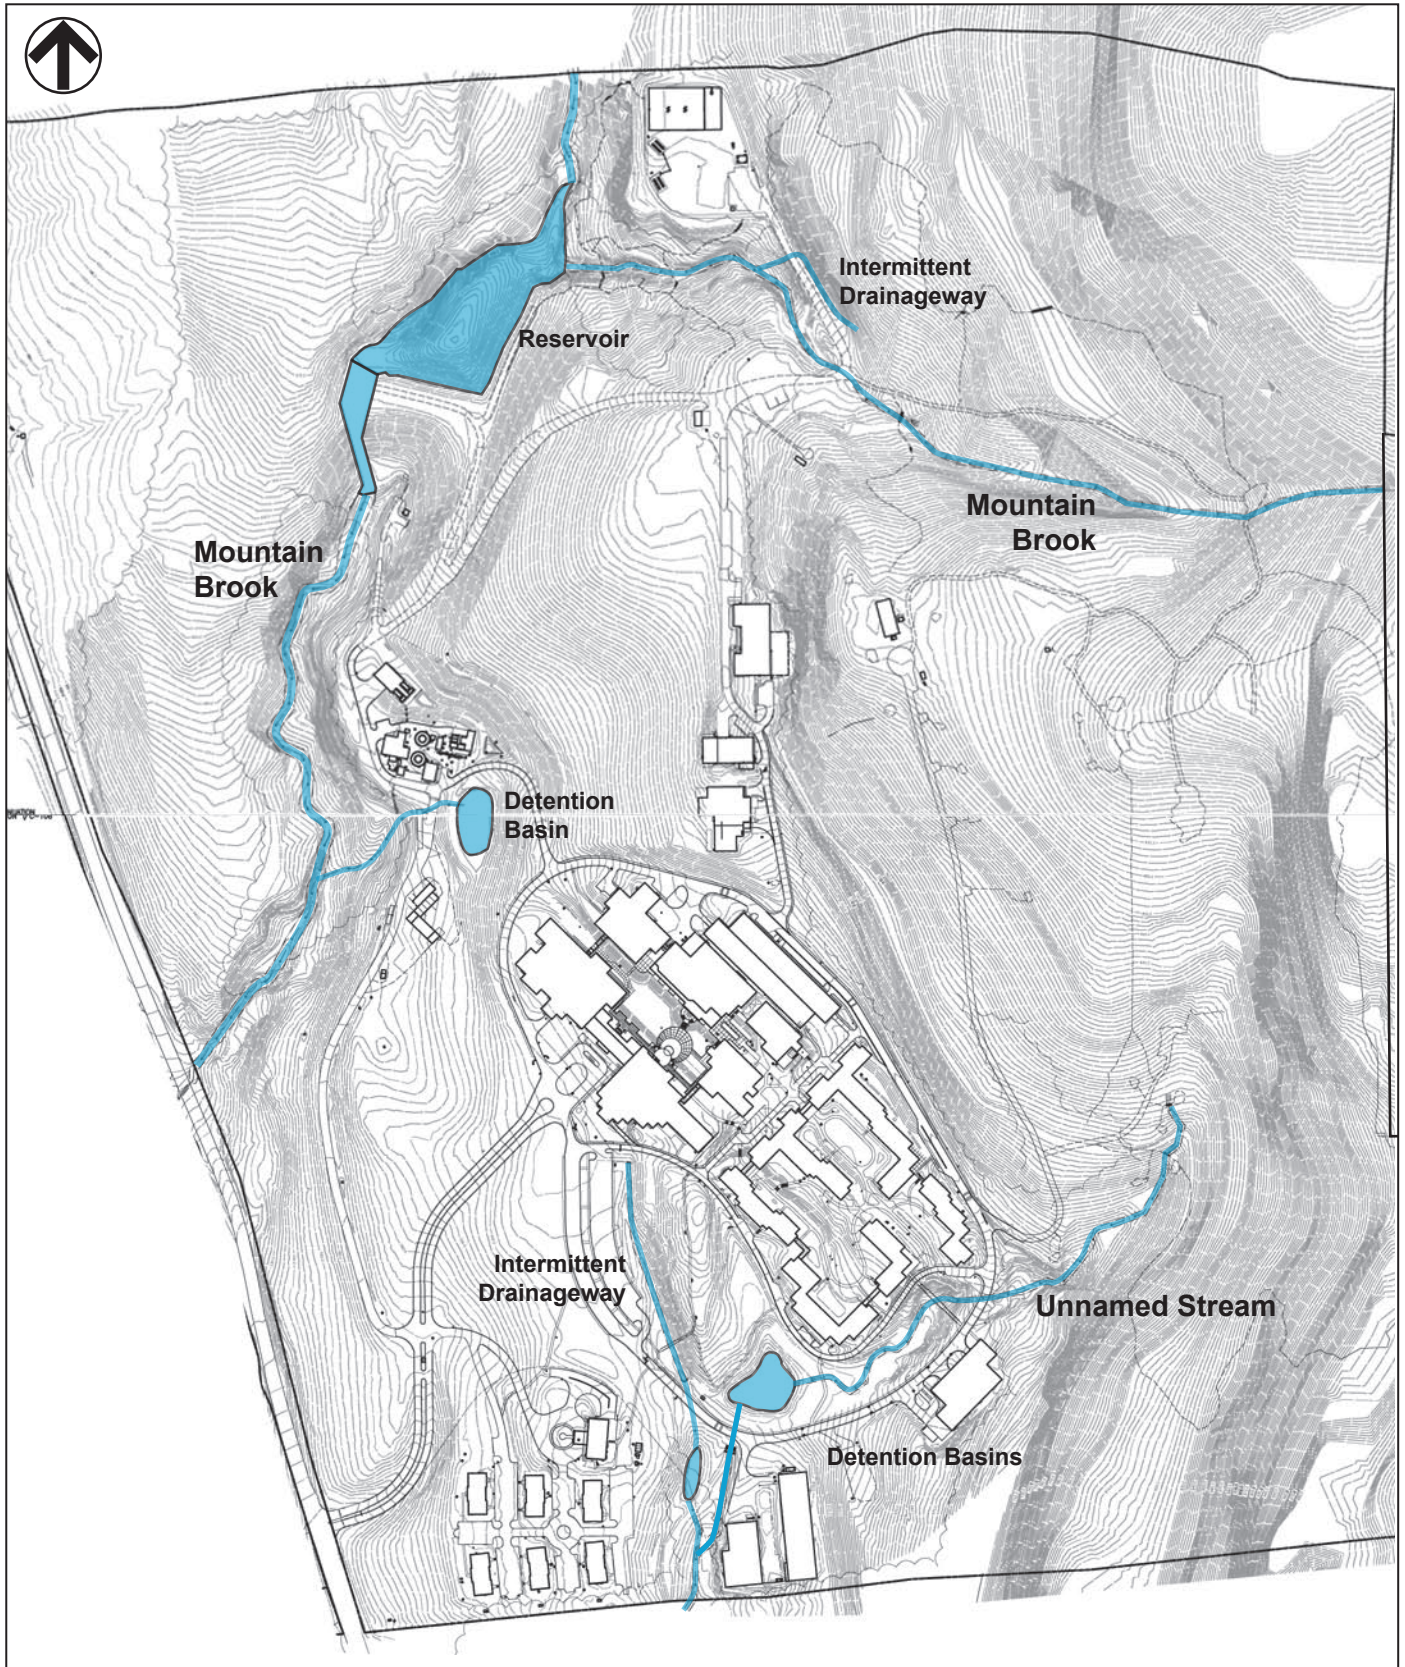 Intermittent
Drainageway
Reservoir
Mountain
Brook
Mountain
Brook
Detention
Basin
Intermittent
Drainageway
Unnamed Stream
Detention Basins